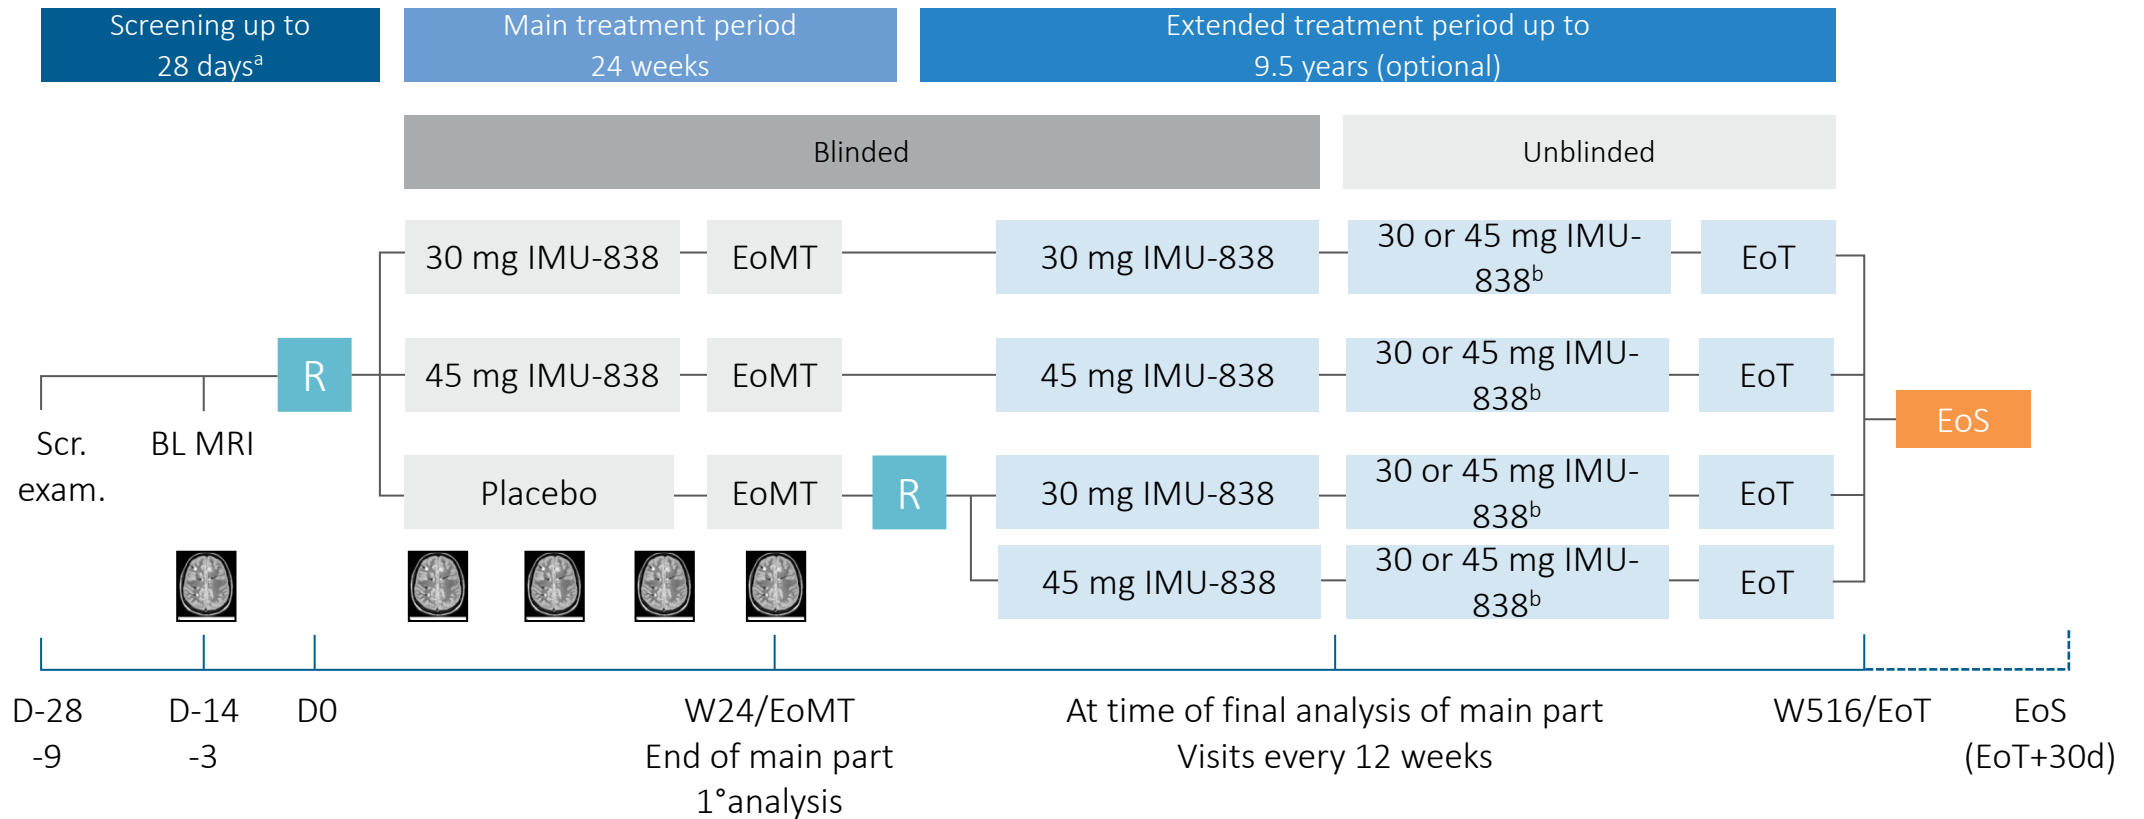 Screening up to
28 daysᵃ
Main treatment period
24 weeks
Extended treatment period up to
9.5 years (optional)
Blinded
Unblinded
30 mg IMU-838
EoMT
30 mg IMU-838
30 or 45 mg IMU-
838ᵇ
EoT
R
45 mg IMU-838
EoMT
45 mg IMU-838
30 or 45 mg IMU-
838ᵇ
EoT
EoS
Scr.
exam.
BL MRI
Placebo
EoMT
R
30 mg IMU-838
30 or 45 mg IMU-
838ᵇ
EoT
45 mg IMU-838
30 or 45 mg IMU-
838ᵇ
EoT
D-28
-9
D-14
-3
D0
W24/EoMT
End of main part
1°analysis
At time of final analysis of main part
Visits every 12 weeks
W516/EoT
EoS
(EoT+30d)